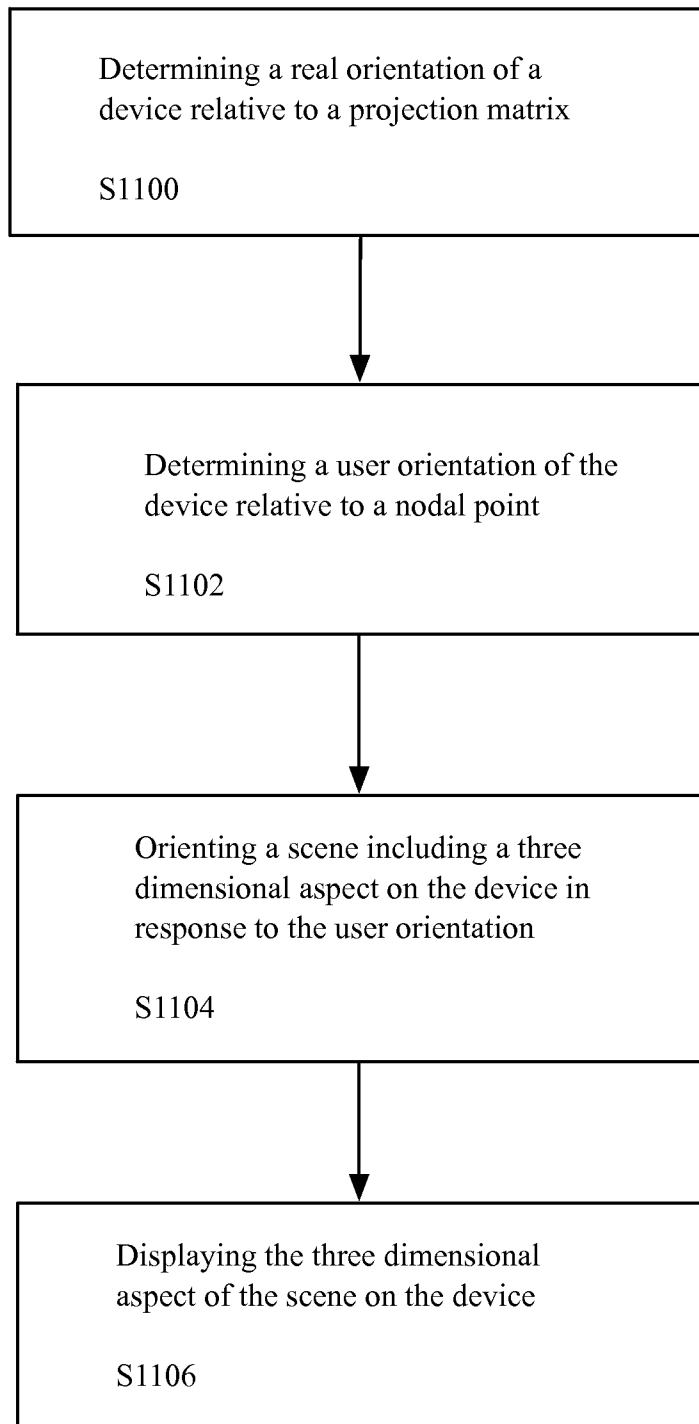 Determining a real orientation of a
device relative to a projection matrix
S1100
Determining a user orientation of the
device relative to a nodal point
S1102
Orienting a scene including a three
dimensional aspect on the device in
response to the user orientation
S1104
Displaying the three dimensional
aspect of the scene on the device
S1106